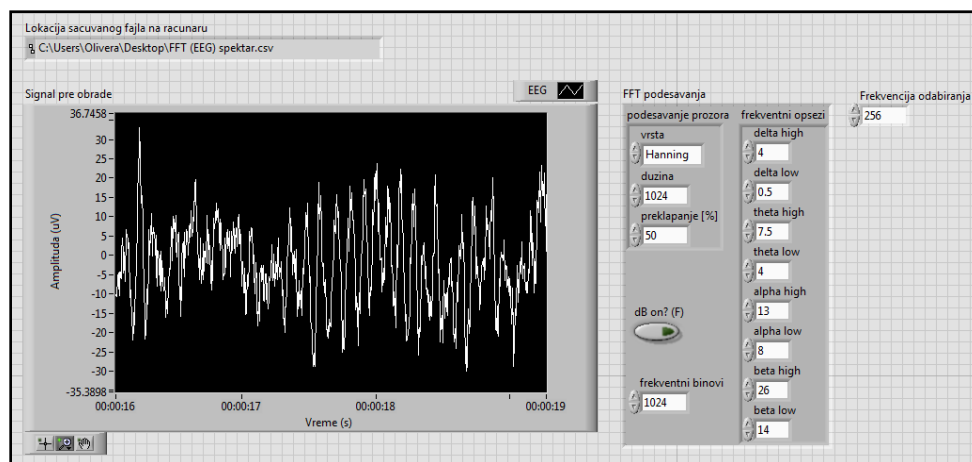 Lokacija sacuvanog fajla na racunaru
C:\Users\Olivera\Desktop\FFT (EEG) spektar.csv
Signal pre obrade
EEG
36.7458
30
25
20
15
10
5
0
-5
-10
-15
-20
-25
-30
-35.3898
Amplituda (uV)
00:00:16 00:00:17 00:00:18 00:00:19
Vreme (s)
FFT podesavanja
podesavanje prozora
vrsta
Hanning
duzina
1024
preklapanje [%]
50
dB on? (F)
frekventni binovi
1024
frekventni opsezi
delta high
4
delta low
0.5
theta high
7.5
theta low
4
alpha high
13
alpha low
8
beta high
26
beta low
14
Frekvencija odabiranja
256